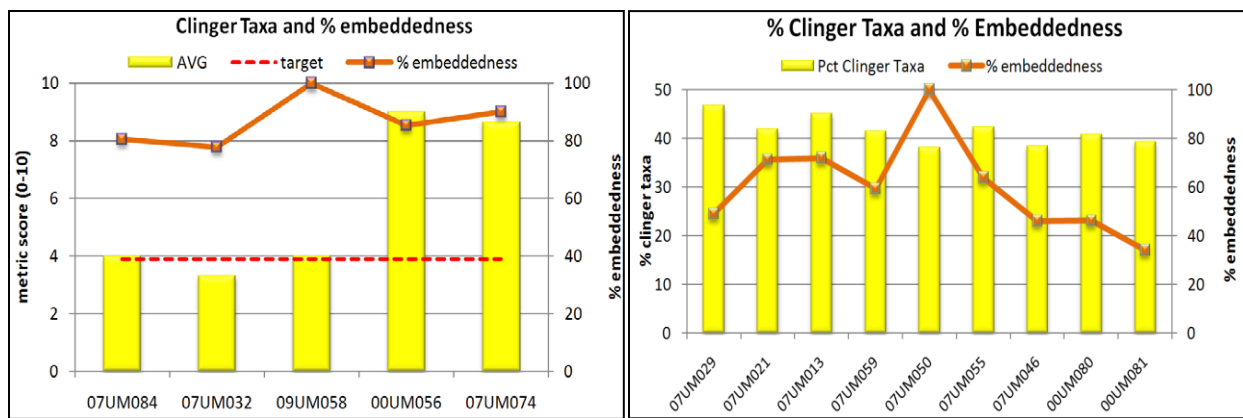 Clinger Taxa and % embeddedness
AVG target % embeddedness
10
8
6
4
2
0
100
80
60
40
20
0
metric score (0-10)
% embeddedness
07UM084 07UM032 09UM058 00UM056 07UM074
% Clinger Taxa and % Embeddedness
Pct Clinger Taxa % embeddedness
50
40
30
20
10
0
100
80
60
40
20
0
% clinger taxa
% embeddedness
07UM029 07UM021 07UM013 07UM059 07UM050 07UM055 07UM046 00UM080 00UM081